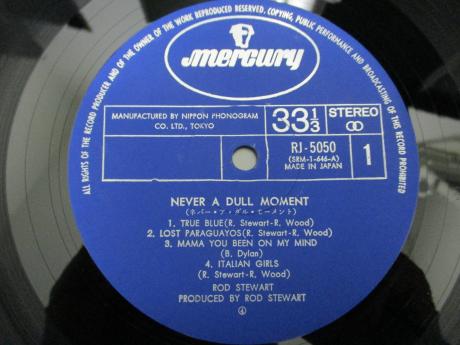 ALL RIGHTS OF THE RECORD PRODUCER AND OF THE OWNER OF THE WORK REPRODUCED RESERVED, COPYING, PUBLIC PERFORMANCE AND BROADCASTING OF THIS RECORD PROHIBITED
mercury
MANUFACTURED BY NIPPON PHONOGRAM
CO. LTD., TOKYO
33 1/3
STEREO
RJ-5050
(SRM-1-646-A)
MADE IN JAPAN
1
NEVER A DULL MOMENT
(ネバー・ア・ダル・モーメント)
1. TRUE BLUE(R. Stewart-R. Wood)
2. LOST PARAGUAYOS(R. Stewart-R. Wood)
3. MAMA YOU BEEN ON MY MIND
(B. Dylan)
4. ITALIAN GIRLS
(R. Stewart-R. Wood)
ROD STEWART
PRODUCED BY ROD STEWART
④